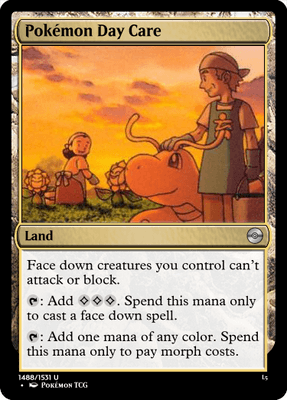 Pokémon Day Care
Land
Face down creatures you control can't
attack or block.
: Add . Spend this mana only
to cast a face down spell.
: Add one mana of any color. Spend
this mana only to pay morph costs.
1488/1531 U
Pokémon TCG